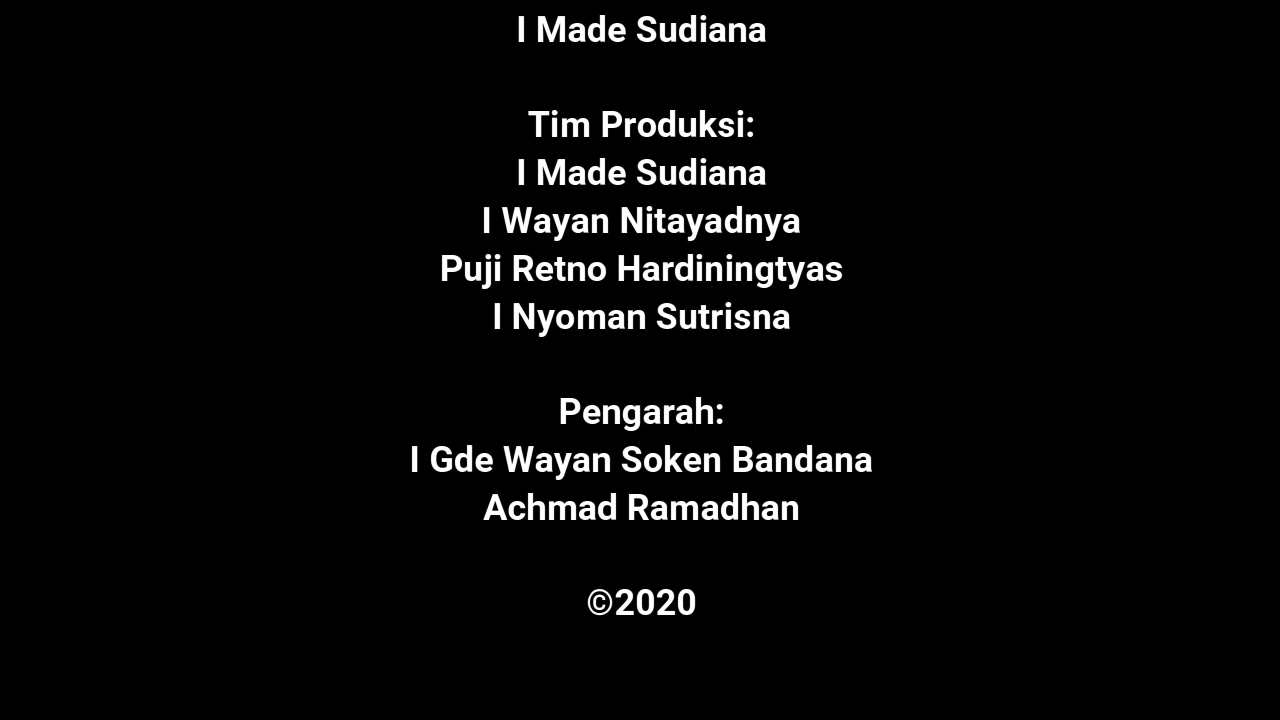 I Made Sudiana
Tim Produksi:
I Made Sudiana
I Wayan Nitayadnya
Puji Retno Hardiningtyas
I Nyoman Sutrisna
Pengarah:
I Gde Wayan Soken Bandana
Achmad Ramadhan
©2020